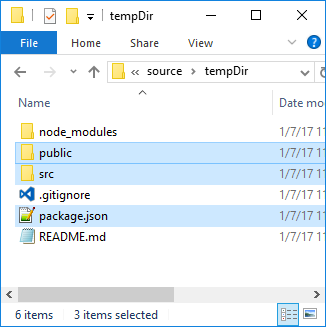 tempDir
File Home Share View
source tempDir
Name Date mo
node_modules 1/7/17 1
public 1/7/17 1
src 1/7/17 1
.gitignore 1/7/17 1
package.json 1/7/17 1
README.md 1/7/17 1
6 items 3 items selected